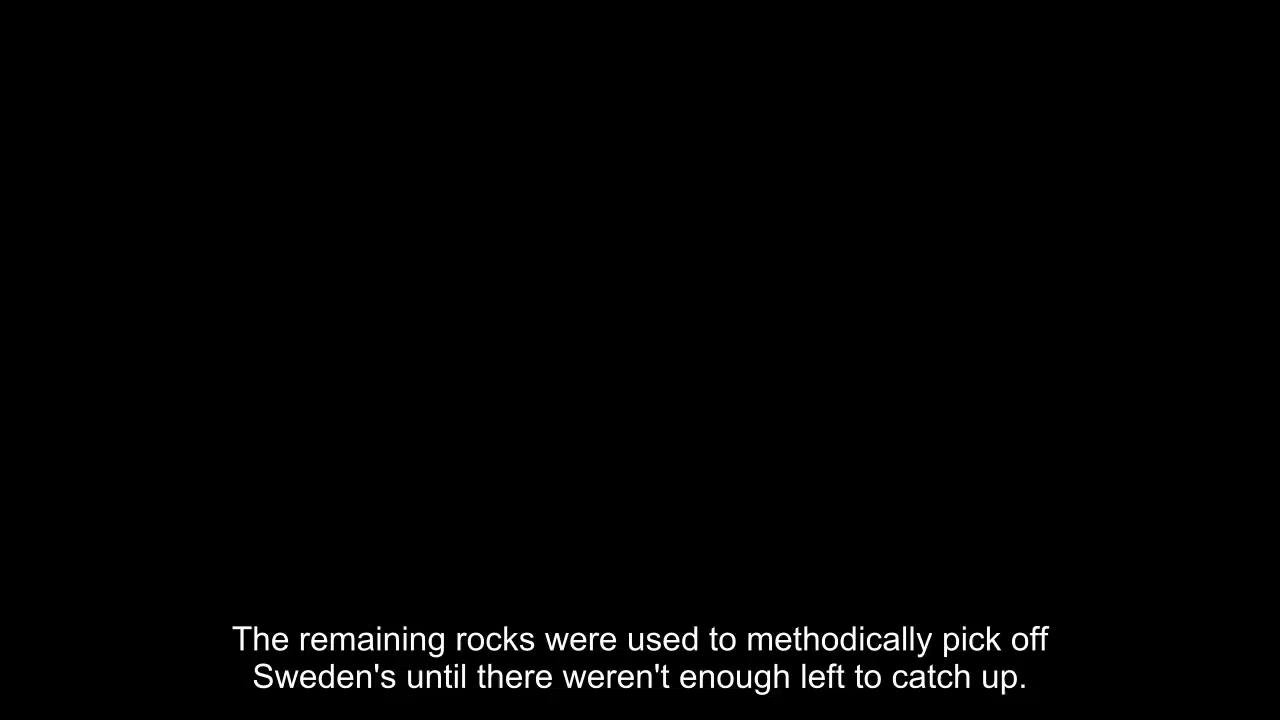 The remaining rocks were used to methodically pick off
Sweden's until there weren't enough left to catch up.